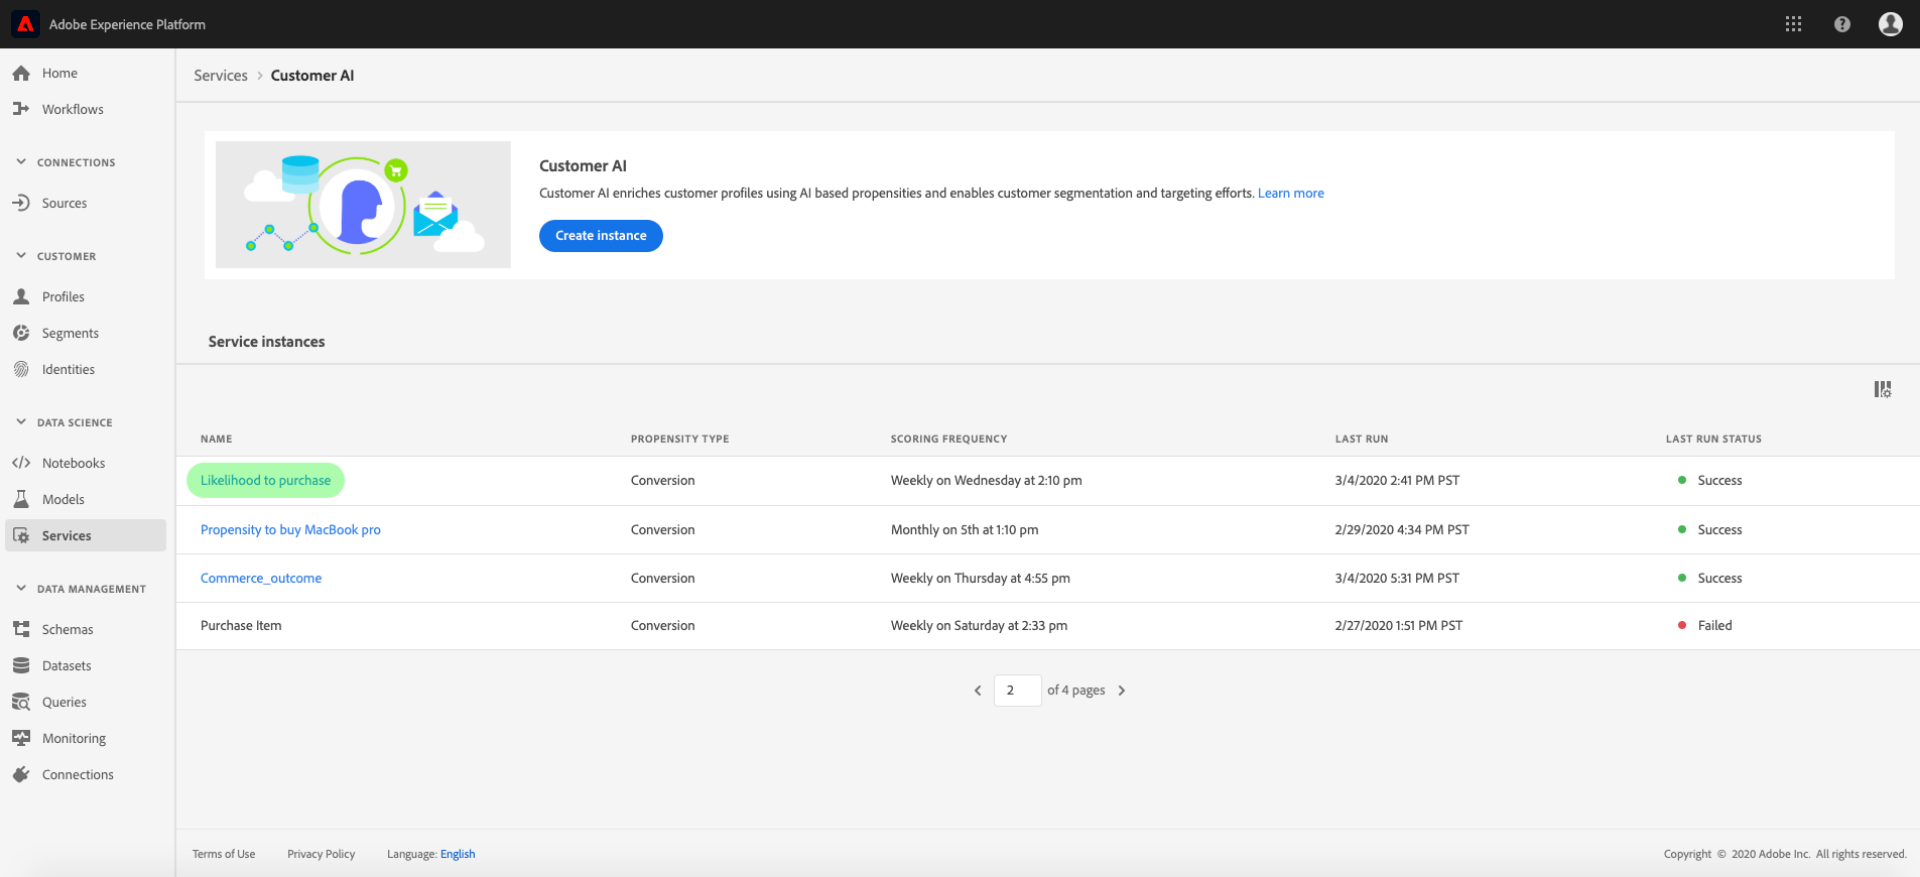 Adobe Experience Platform
Home
Workflows
CONNECTIONS
Sources
CUSTOMER
Profiles
Segments
Identities
DATA SCIENCE
Notebooks
Models
Services
DATA MANAGEMENT
Schemas
Datasets
Queries
Monitoring
Connections
Services > Customer AI
Customer AI
Customer AI enriches customer profiles using AI based propensities and enables customer segmentation and targeting efforts. Learn more
Create instance
Service instances
NAME PROPENSITY TYPE SCORING FREQUENCY LAST RUN LAST RUN STATUS
Likelihood to purchase Conversion Weekly on Wednesday at 2:10 pm 3/4/2020 2:41 PM PST Success
Propensity to buy MacBook pro Conversion Monthly on 5th at 1:10 pm 2/29/2020 4:34 PM PST Success
Commerce_outcome Conversion Weekly on Thursday at 4:55 pm 3/4/2020 5:31 PM PST Success
Purchase Item Conversion Weekly on Saturday at 2:33 pm 2/27/2020 1:51 PM PST Failed
2 of 4 pages
Terms of Use Privacy Policy Language: English Copyright © 2020 Adobe Inc. All rights reserved.